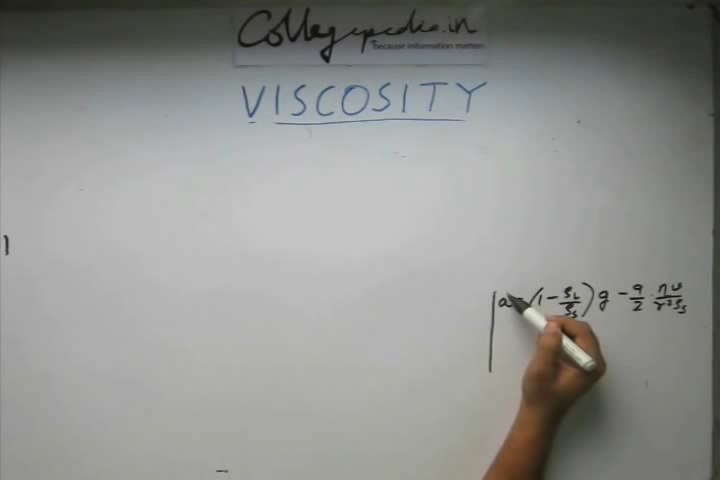 Collegepedia.in
because information matters
VISCOSITY
a = (1 - ρL/ρs) g - 9/2 · ηv/r²ρs